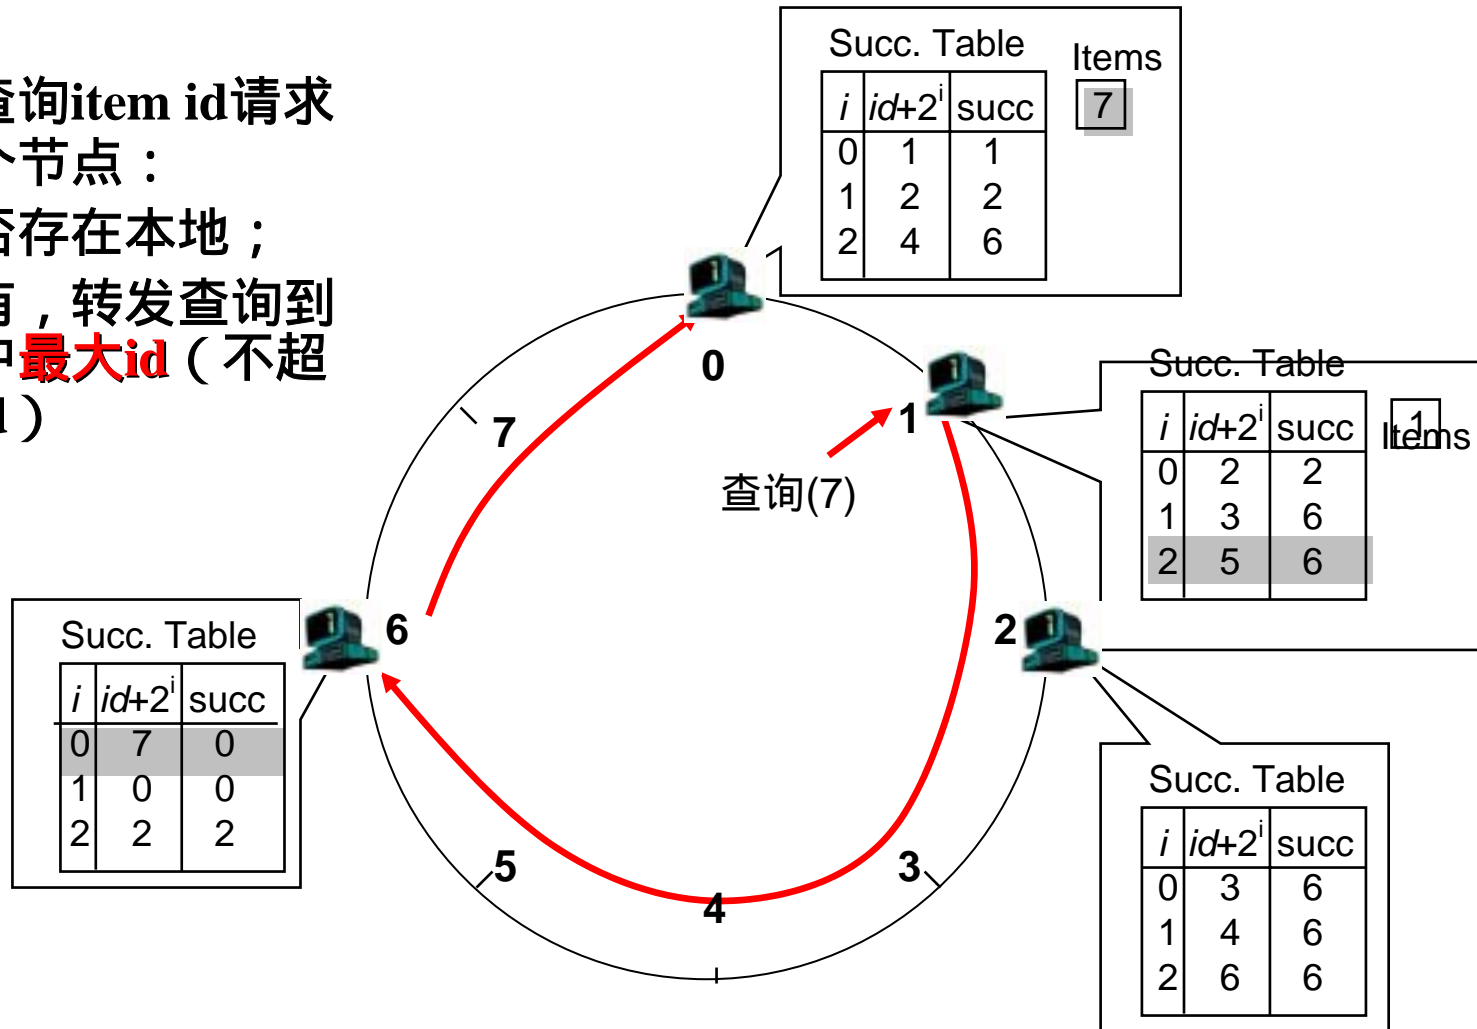 查询item id请求
个节点：
否存在本地；
有，转发查询到
中最大id（不超
d）
Succ. Table
Items
i id+2^i succ
7
0 1 1
1 2 2
2 4 6
0
1
2
3
4
5
6
7
查询(7)
Succ. Table
Items
i id+2^i succ
1
0 2 2
1 3 6
2 5 6
Succ. Table
i id+2^i succ
0 7 0
1 0 0
2 2 2
Succ. Table
i id+2^i succ
0 3 6
1 4 6
2 6 6